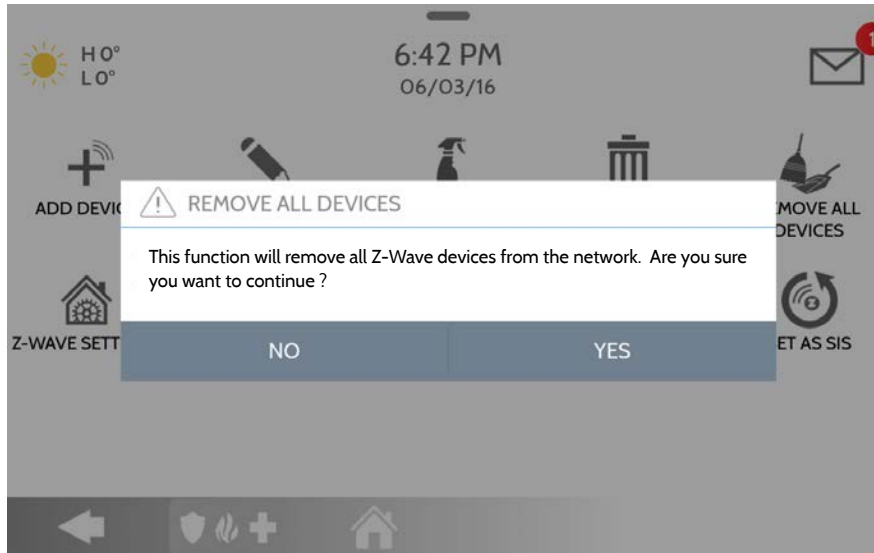 H 0°
L 0°
6:42 PM
06/03/16
1
ADD DEVIC
MOVE ALL
DEVICES
REMOVE ALL DEVICES
This function will remove all Z-Wave devices from the network. Are you sure
you want to continue ?
NO
YES
Z-WAVE SETT
ET AS SIS